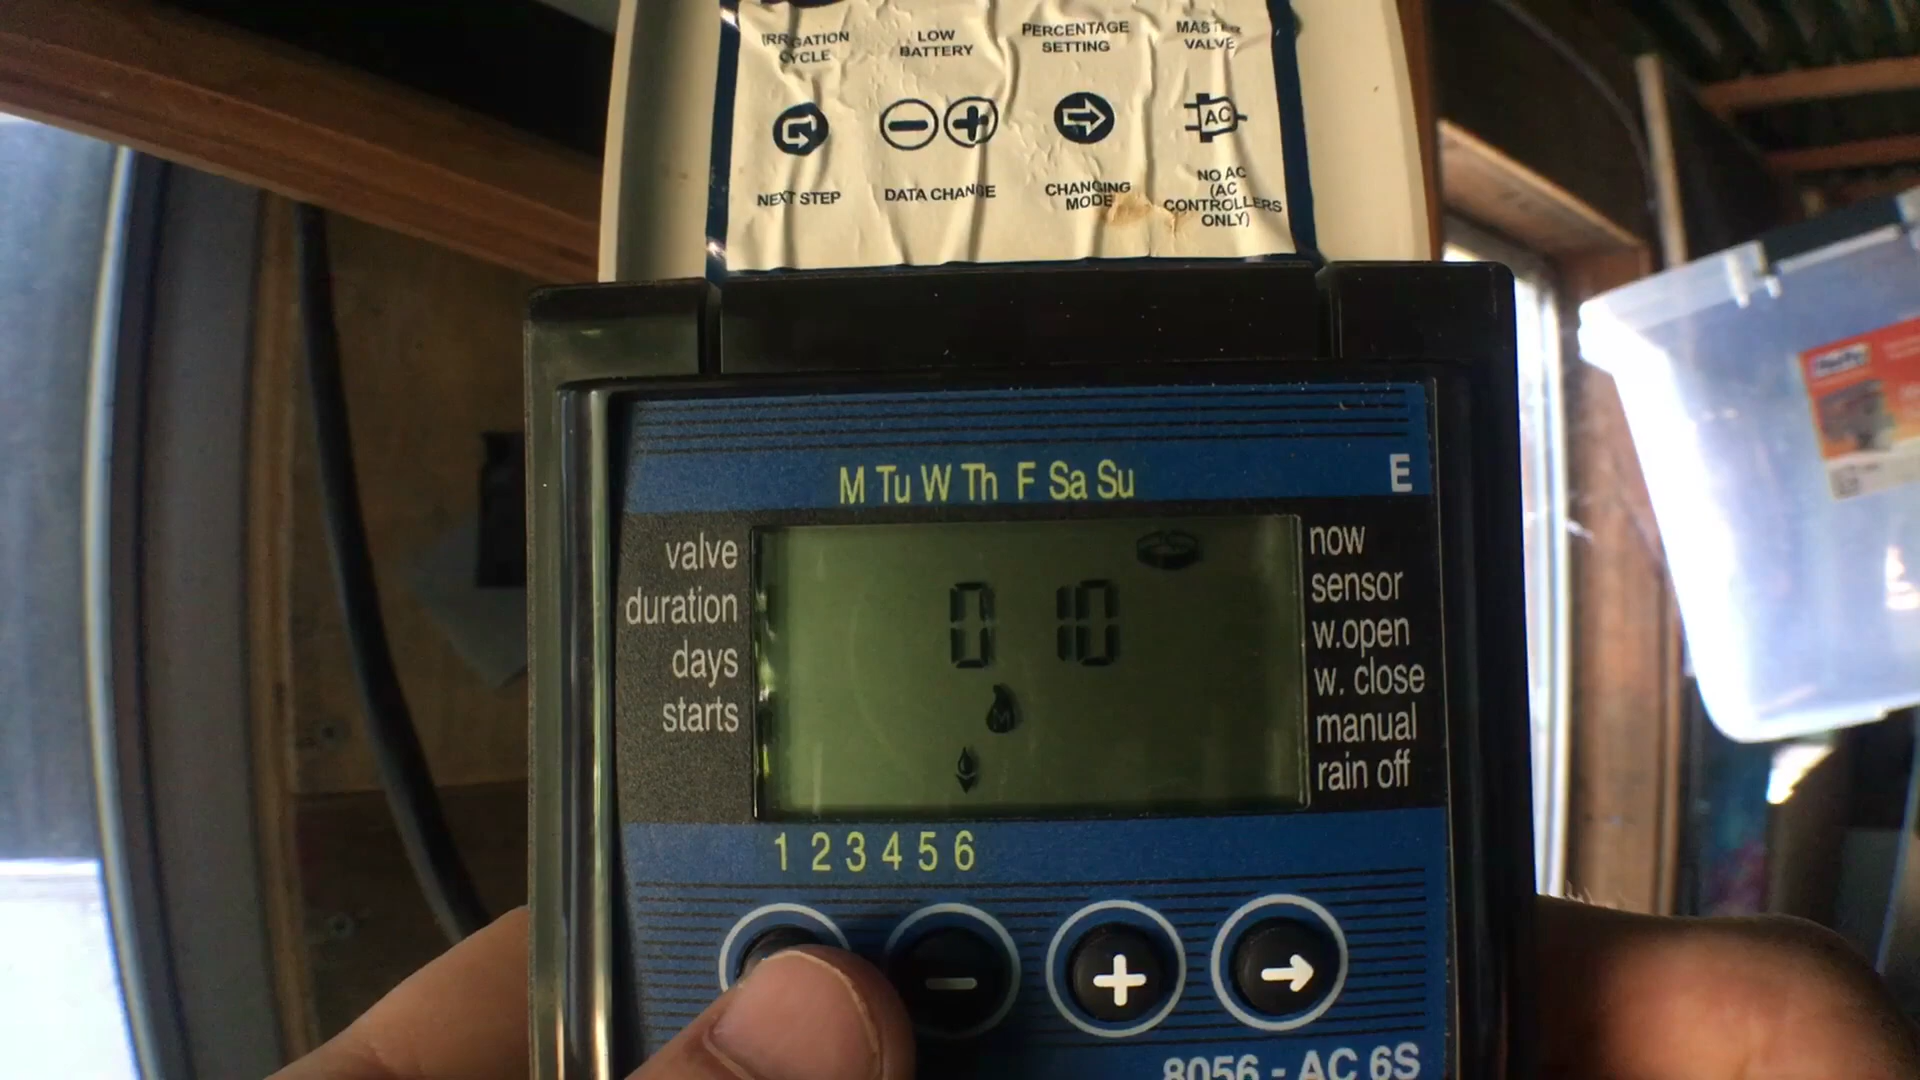 IRRIGATION CYCLE
LOW BATTERY
PERCENTAGE SETTING
MASTER VALVE
AC
NEXT STEP
DATA CHANGE
CHANGING MODE
NO AC (AC CONTROLLERS ONLY)
M Tu W Th F Sa Su
E
valve
duration
days
starts
0 10
M
now
sensor
w.open
w. close
manual
rain off
1 2 3 4 5 6
8056 - AC 6S